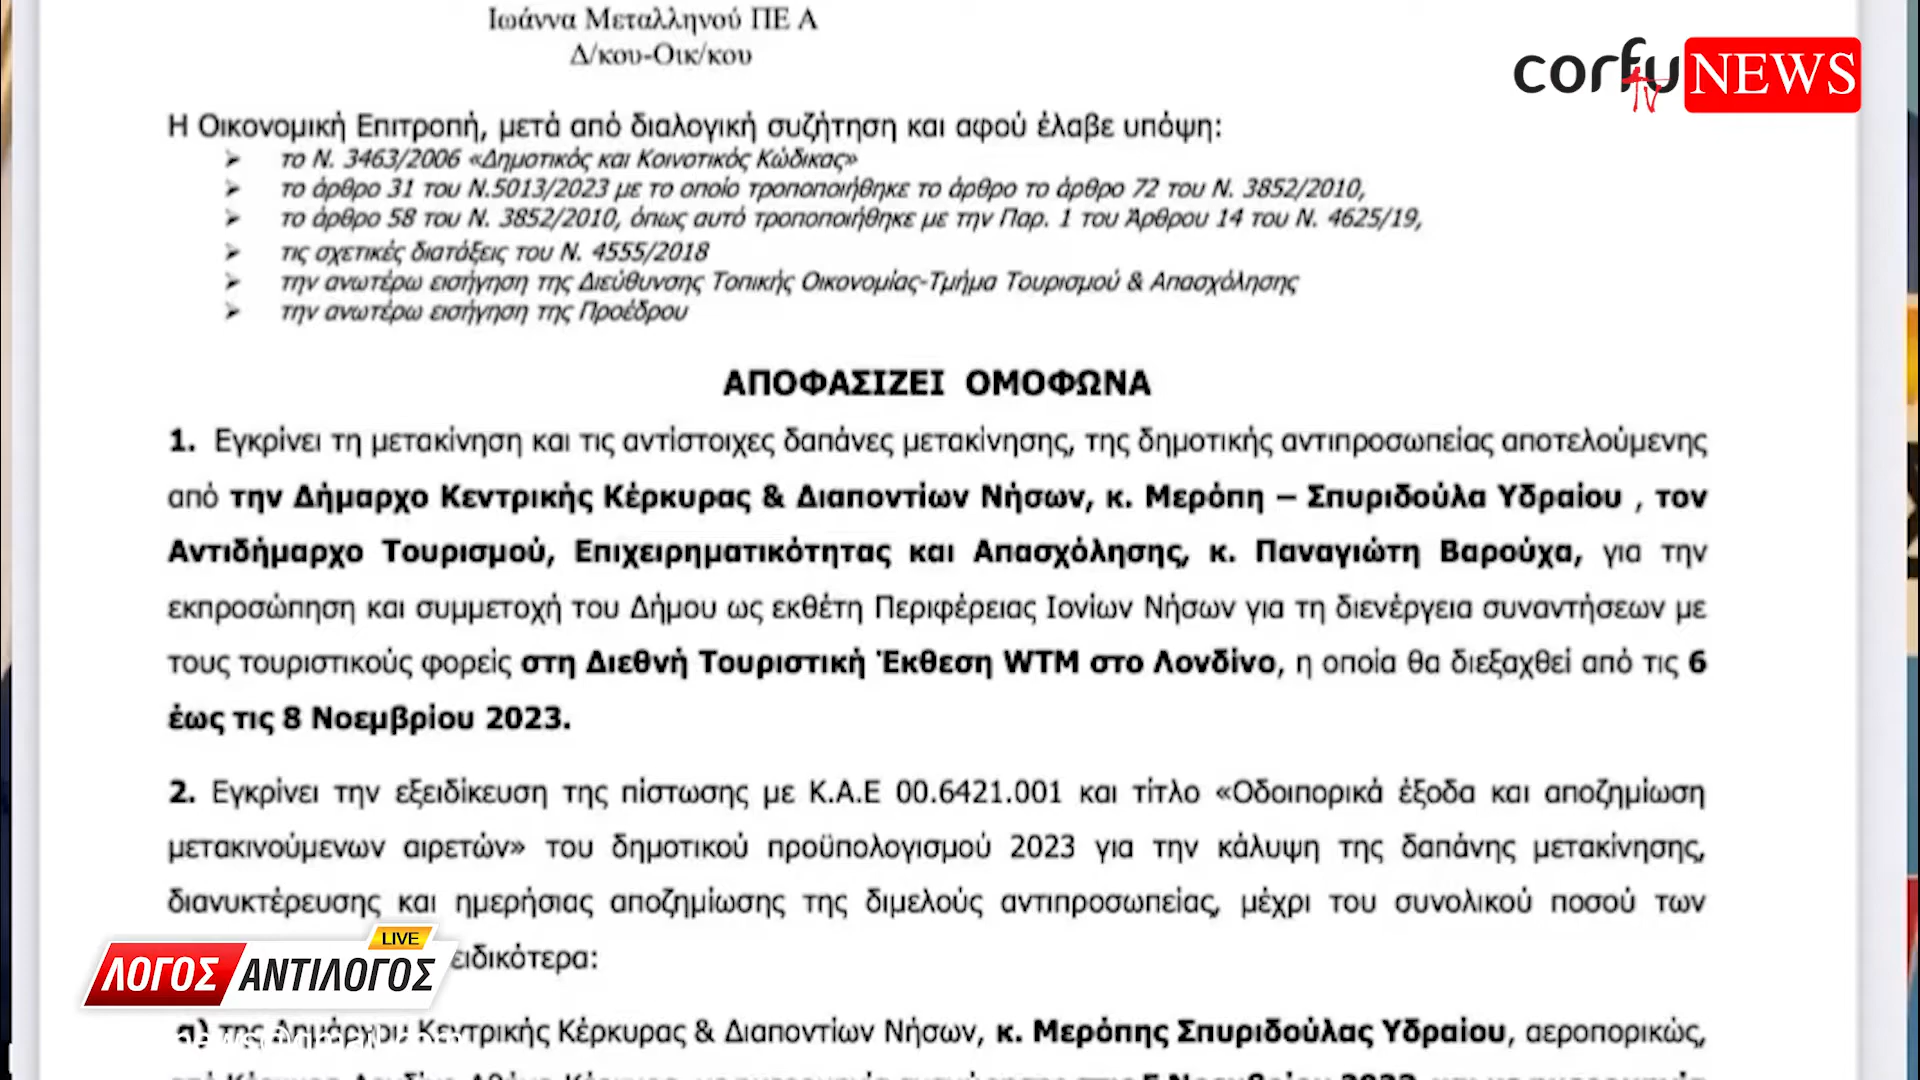 Ιωάννα Μεταλληνού ΠΕ Α
Δ/κου-Οικ/κου
corfu TV NEWS
Η Οικονομική Επιτροπή, μετά από διαλογική συζήτηση και αφού έλαβε υπόψη:
➢ το Ν. 3463/2006 «Δημοτικός και Κοινοτικός Κώδικας»
➢ το άρθρο 31 του Ν.5013/2023 με το οποίο τροποποιήθηκε το άρθρο το άρθρο 72 του Ν. 3852/2010,
➢ το άρθρο 58 του Ν. 3852/2010, όπως αυτό τροποποιήθηκε με την Παρ. 1 του Άρθρου 14 του Ν. 4625/19,
➢ τις σχετικές διατάξεις του Ν. 4555/2018
➢ την ανωτέρω εισήγηση της Διεύθυνσης Τοπικής Οικονομίας-Τμήμα Τουρισμού & Απασχόλησης
➢ την ανωτέρω εισήγηση της Προέδρου
ΑΠΟΦΑΣΙΖΕΙ ΟΜΟΦΩΝΑ
1. Εγκρίνει τη μετακίνηση και τις αντίστοιχες δαπάνες μετακίνησης, της δημοτικής αντιπροσωπείας αποτελούμενης
από την Δήμαρχο Κεντρικής Κέρκυρας & Διαποντίων Νήσων, κ. Μερόπη – Σπυριδούλα Υδραίου , τον
Αντιδήμαρχο Τουρισμού, Επιχειρηματικότητας και Απασχόλησης, κ. Παναγιώτη Βαρούχα, για την
εκπροσώπηση και συμμετοχή του Δήμου ως εκθέτη Περιφέρειας Ιονίων Νήσων για τη διενέργεια συναντήσεων με
τους τουριστικούς φορείς στη Διεθνή Τουριστική Έκθεση WTM στο Λονδίνο, η οποία θα διεξαχθεί από τις 6
έως τις 8 Νοεμβρίου 2023.
2. Εγκρίνει την εξειδίκευση της πίστωσης με Κ.Α.Ε 00.6421.001 και τίτλο «Οδοιπορικά έξοδα και αποζημίωση
μετακινούμενων αιρετών» του δημοτικού προϋπολογισμού 2023 για την κάλυψη της δαπάνης μετακίνησης,
διανυκτέρευσης και ημερήσιας αποζημίωσης της διμελούς αντιπροσωπείας, μέχρι του συνολικού ποσού των
ειδικότερα:
LIVE
ΛΟΓΟΣ ΑΝΤΙΛΟΓΟΣ
α) της Δημάρχου Κεντρικής Κέρκυρας & Διαποντίων Νήσων, κ. Μερόπης Σπυριδούλας Υδραίου, αεροπορικώς,